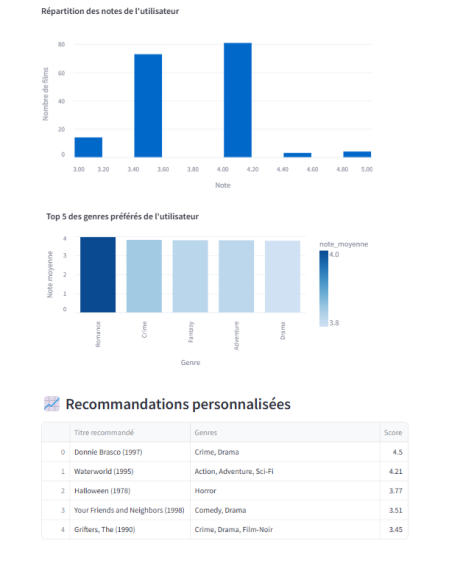 Répartition des notes de l'utilisateur
Nombre de films
80
60
40
20
0
3.00 3.20 3.40 3.60 3.80 4.00 4.20 4.40 4.60 4.80 5.00
Note
Top 5 des genres préférés de l'utilisateur
Note moyenne
4
3
2
1
0
Romance Crime Fantasy Adventure Drama
Genre
note_moyenne
4.0
3.8
Recommandations personnalisées
Titre recommandé Genres Score
0 Donnie Brasco (1997) Crime, Drama 4.5
1 Waterworld (1995) Action, Adventure, Sci-Fi 4.21
2 Halloween (1978) Horror 3.77
3 Your Friends and Neighbors (1998) Comedy, Drama 3.51
4 Grifters, The (1990) Crime, Drama, Film-Noir 3.45